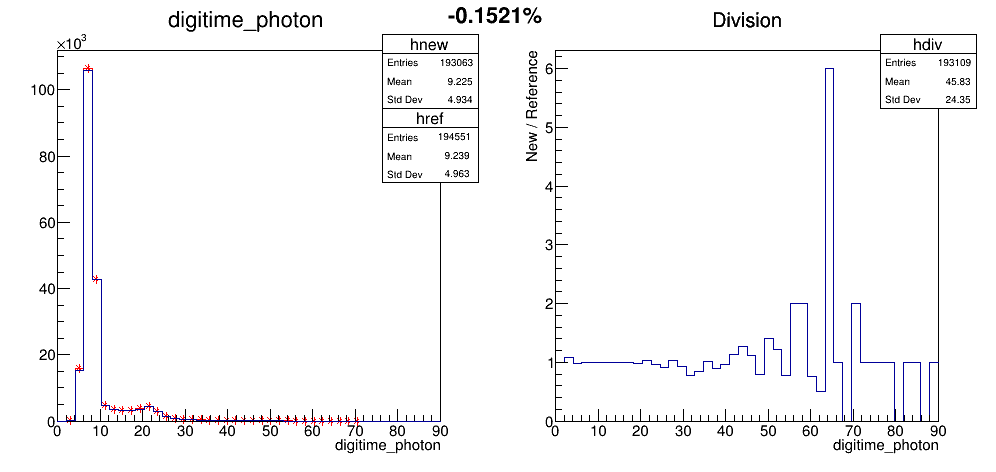 digitime_photon
-0.1521%
Division
×10³
hnew
Entries 193063
Mean 9.225
Std Dev 4.934
href
Entries 194551
Mean 9.239
Std Dev 4.963
100
80
60
40
20
0
0 10 20 30 40 50 60 70 80 90
digitime_photon
hdiv
Entries 193109
Mean 45.83
Std Dev 24.35
New / Reference
6
5
4
3
2
1
0
0 10 20 30 40 50 60 70 80 90
digitime_photon